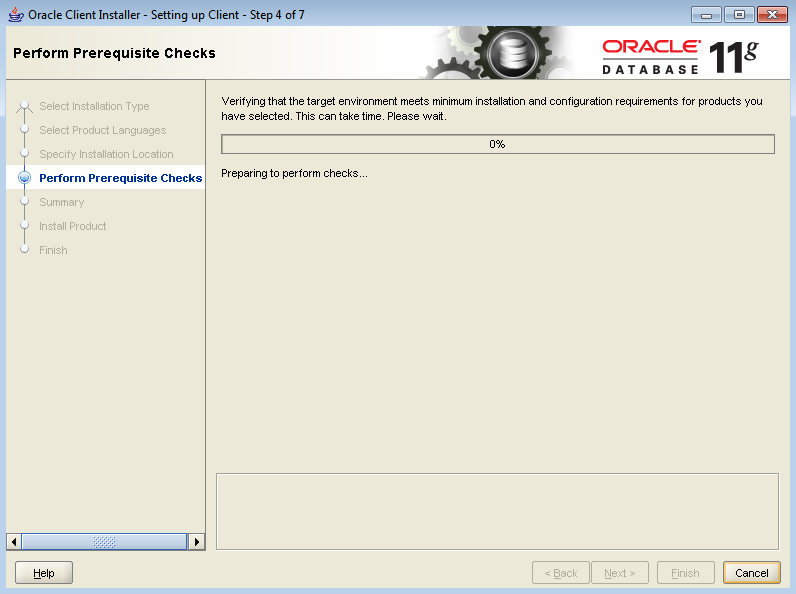 Oracle Client Installer - Setting up Client - Step 4 of 7
Perform Prerequisite Checks
ORACLE
DATABASE
11g
Select Installation Type
Select Product Languages
Specify Installation Location
Perform Prerequisite Checks
Summary
Install Product
Finish
Verifying that the target environment meets minimum installation and configuration requirements for products you
have selected. This can take time. Please wait.
0%
Preparing to perform checks...
Help
< Back
Next >
Finish
Cancel